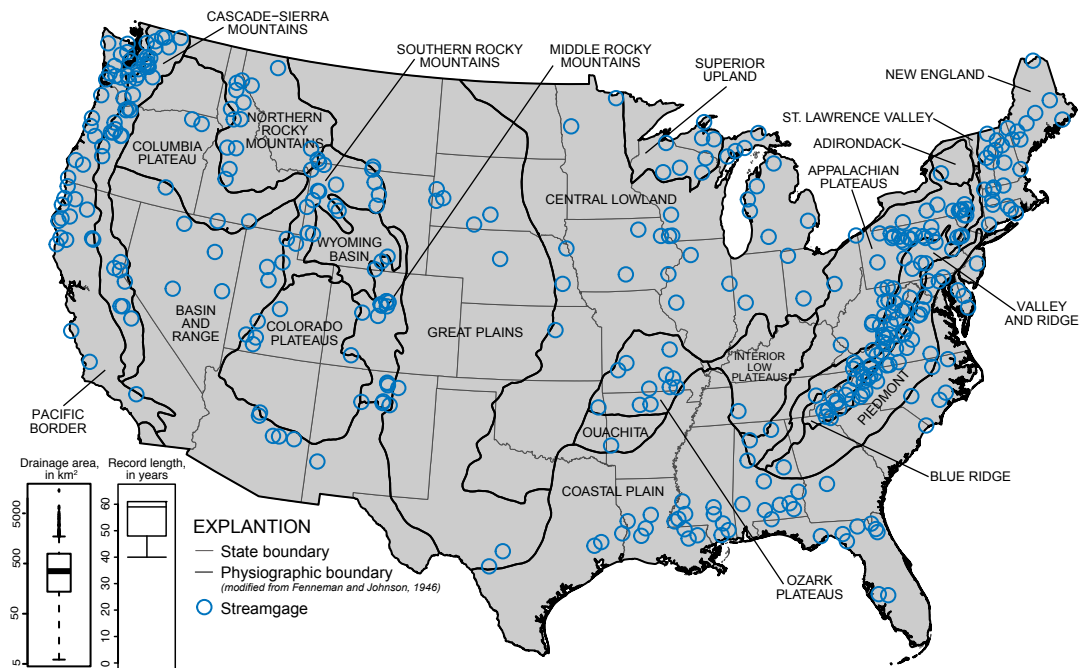 CASCADE−SIERRA
MOUNTAINS
SOUTHERN ROCKY
MOUNTAINS
MIDDLE ROCKY
MOUNTAINS
SUPERIOR
UPLAND
NEW ENGLAND
ST. LAWRENCE VALLEY
ADIRONDACK
APPALACHIAN
PLATEAUS
COLUMBIA
PLATEAU
NORTHERN
ROCKY
MOUNTAINS
CENTRAL LOWLAND
WYOMING
BASIN
BASIN
AND
RANGE
COLORADO
PLATEAUS
GREAT PLAINS
INTERIOR
LOW
PLATEAUS
VALLEY
AND RIDGE
PIEDMONT
PACIFIC
BORDER
OUACHITA
COASTAL PLAIN
BLUE RIDGE
OZARK
PLATEAUS
Drainage area,
in km²
5000
500
50
5
Record length,
in years
60
50
40
30
20
10
0
EXPLANTION
State boundary
Physiographic boundary
(modified from Fenneman and Johnson, 1946)
Streamgage